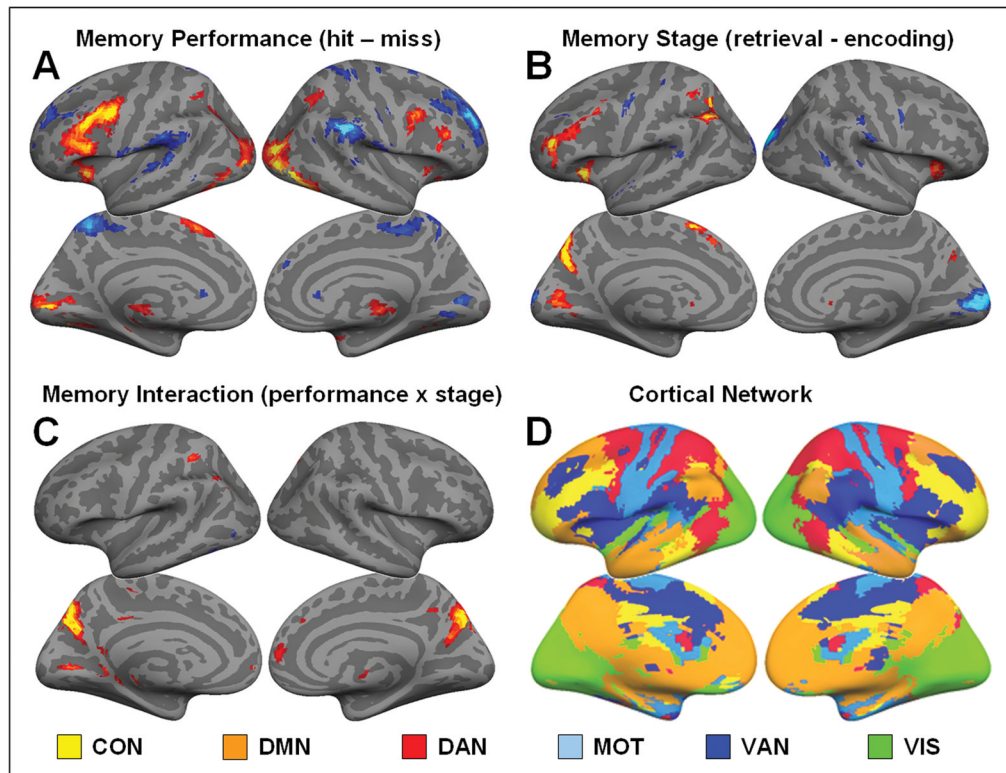 Memory Performance (hit – miss)
A
Memory Stage (retrieval - encoding)
B
Memory Interaction (performance x stage)
C
Cortical Network
D
CON DMN DAN MOT VAN VIS